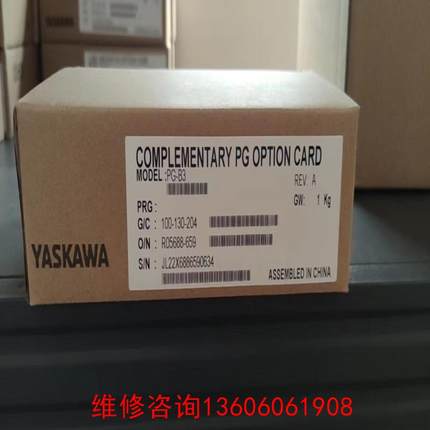 COMPLEMENTARY PG OPTION CARD
MODEL:PG-B3
REV. A
GW: 1 Kg
PRG :
G/C : 100-130-204
O/N : R05688-659
S/N : JL22X6886590634
ASSEMBLED IN CHINA
YASKAWA
维修咨询13606061908